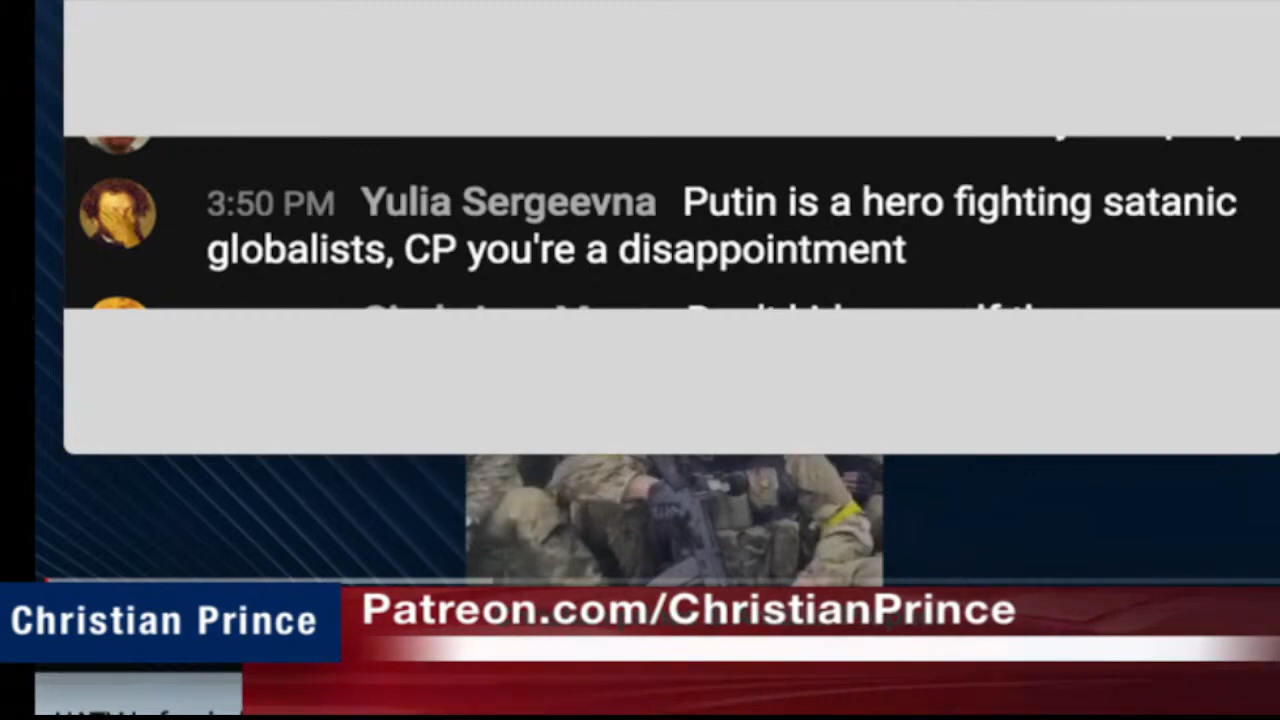 3:50 PM Yulia Sergeevna Putin is a hero fighting satanic
globalists, CP you're a disappointment
Christian Prince
Patreon.com/ChristianPrince